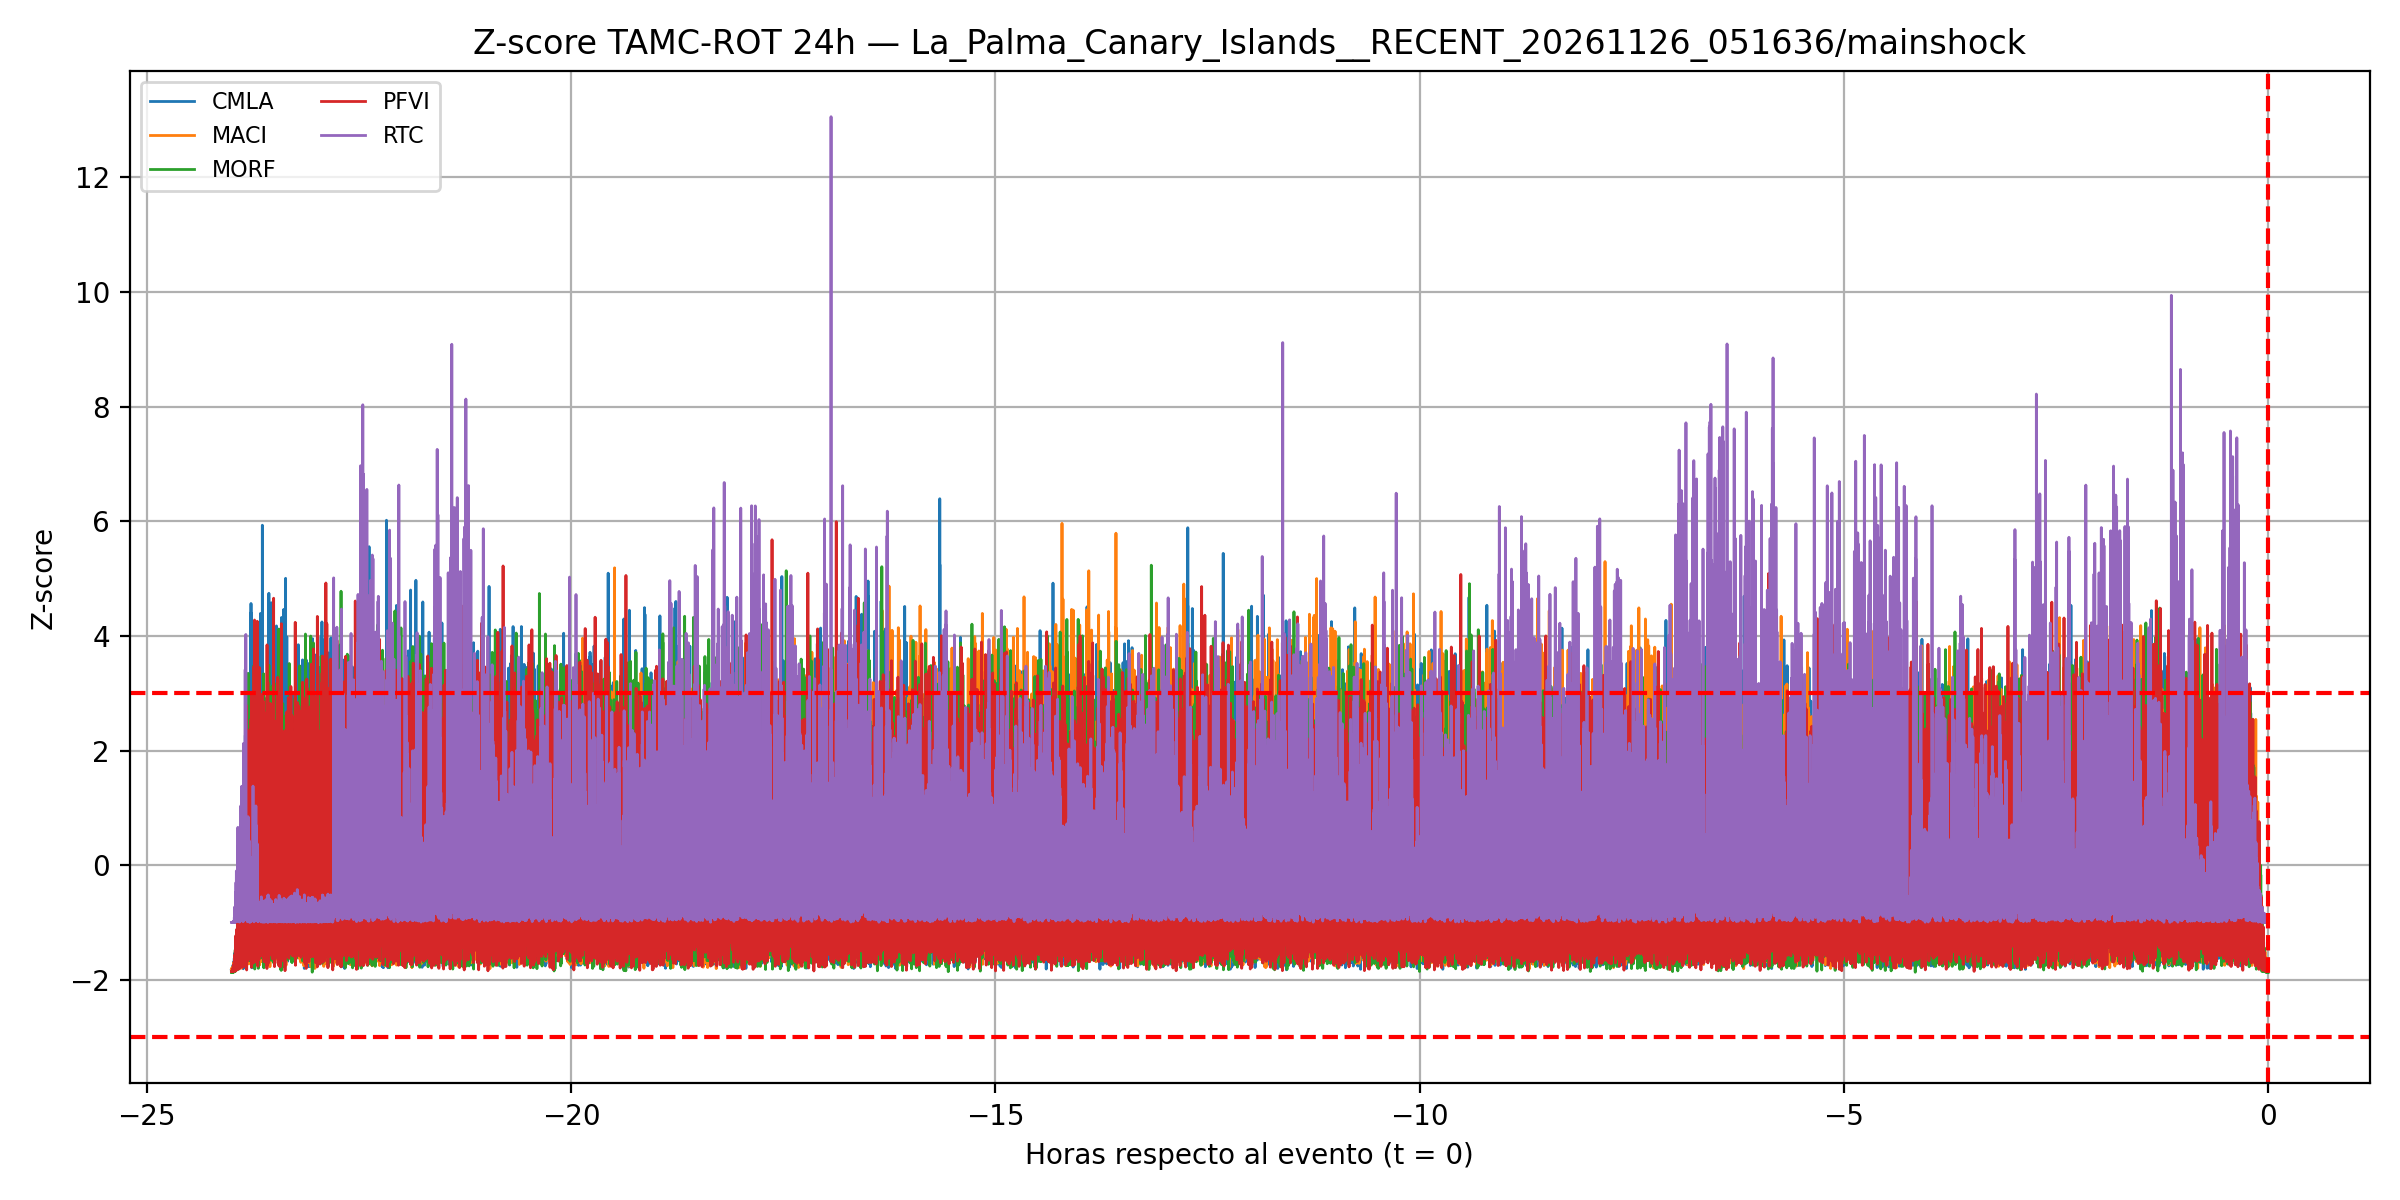 Z-score TAMC-ROT 24h — La_Palma_Canary_Islands__RECENT_20261126_051636/mainshock
CMLA
MACI
MORF
PFVI
RTC
Z-score
12
10
8
6
4
2
0
−2
−25
−20
−15
−10
−5
0
Horas respecto al evento (t = 0)